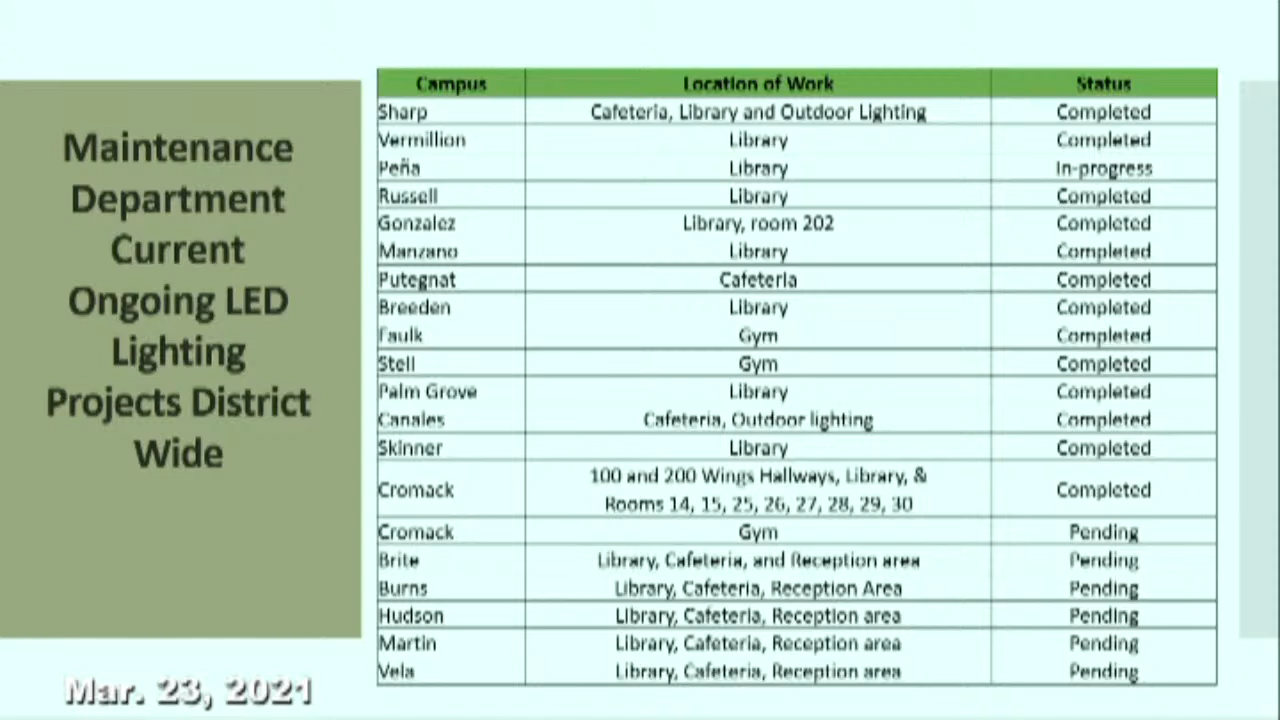 Maintenance
Department
Current
Ongoing LED
Lighting
Projects District
Wide
Campus Location of Work Status
Sharp Cafeteria, Library and Outdoor Lighting Completed
Vermillion Library Completed
Peña Library In-progress
Russell Library Completed
Gonzalez Library, room 202 Completed
Manzano Library Completed
Putegnat Cafeteria Completed
Breeden Library Completed
Faulk Gym Completed
Stell Gym Completed
Palm Grove Library Completed
Canales Cafeteria, Outdoor lighting Completed
Skinner Library Completed
Cromack 100 and 200 Wings Hallways, Library, & Completed
Rooms 14, 15, 25, 26, 27, 28, 29, 30
Cromack Gym Pending
Brite Library, Cafeteria, and Reception area Pending
Burns Library, Cafeteria, Reception Area Pending
Hudson Library, Cafeteria, Reception area Pending
Martin Library, Cafeteria, Reception area Pending
Vela Library, Cafeteria, Reception area Pending
Mar. 23, 2021